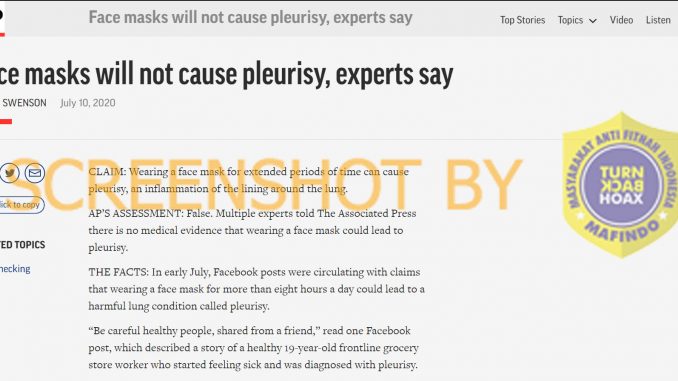 P
Face masks will not cause pleurisy, experts say
Top Stories Topics Video Listen
ce masks will not cause pleurisy, experts say
SWENSON July 10, 2020
SCREENSHOT BY
MASYARAKAT ANTI FITNAH INDONESIA
TURN
BACK
HOAX
MAFINDO
CLAIM: Wearing a face mask for extended periods of time can cause
pleurisy, an inflammation of the lining around the lung.
lick to copy
AP'S ASSESSMENT: False. Multiple experts told The Associated Press
there is no medical evidence that wearing a face mask could lead to
pleurisy.
TED TOPICS
hecking
THE FACTS: In early July, Facebook posts were circulating with claims
that wearing a face mask for more than eight hours a day could lead to a
harmful lung condition called pleurisy.
“Be careful healthy people, shared from a friend,” read one Facebook
post, which described a story of a healthy 19-year-old frontline grocery
store worker who started feeling sick and was diagnosed with pleurisy.